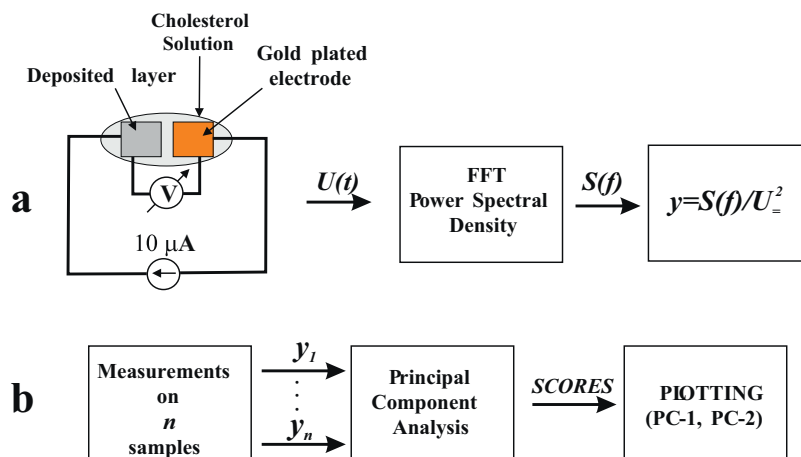 Cholesterol
Solution
Gold plated
electrode
Deposited layer
V
10 μA
a
U(t)
FFT
Power Spectral
Density
S(f)
y=S(f)/U₌²
b
Measurements
on
n
samples
y₁
yₙ
Principal
Component
Analysis
SCORES
PLOTTING
(PC-1, PC-2)